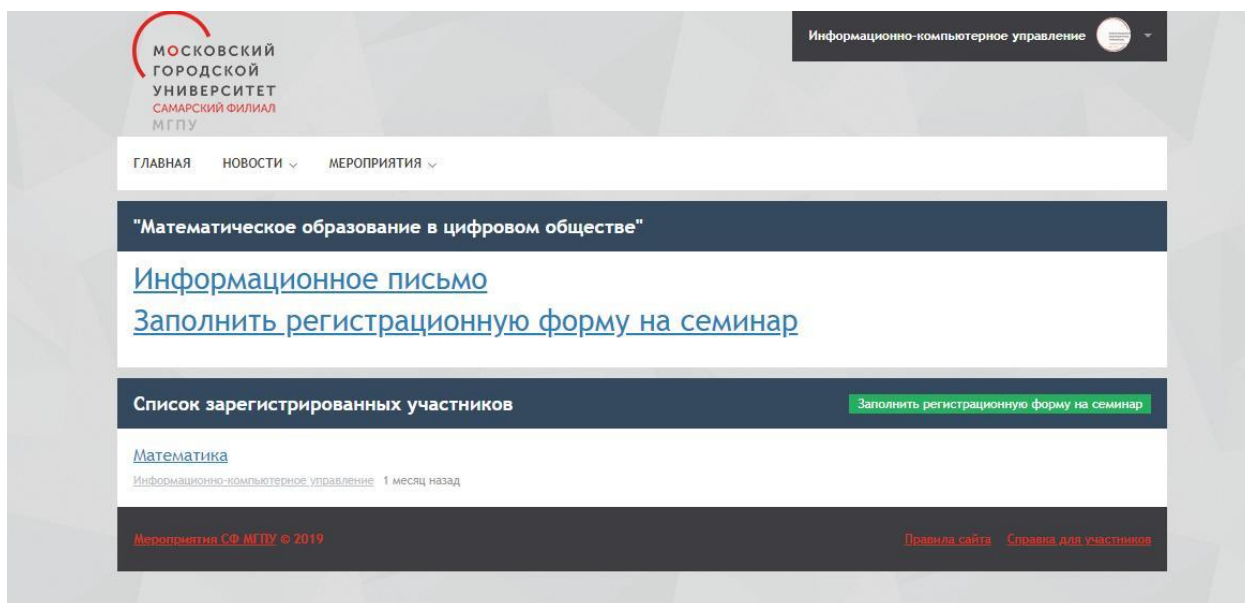 МОСКОВСКИЙ
ГОРОДСКОЙ
УНИВЕРСИТЕТ
САМАРСКИЙ ФИЛИАЛ
МГПУ
Информационно-компьютерное управление
ГЛАВНАЯ НОВОСТИ МЕРОПРИЯТИЯ
"Математическое образование в цифровом обществе"
Информационное письмо
Заполнить регистрационную форму на семинар
Список зарегистрированных участников Заполнить регистрационную форму на семинар
Математика
Информационно-компьютерное управление 1 месяц назад
Мероприятия СФ МГПУ © 2019 Правила сайта Справка для участников